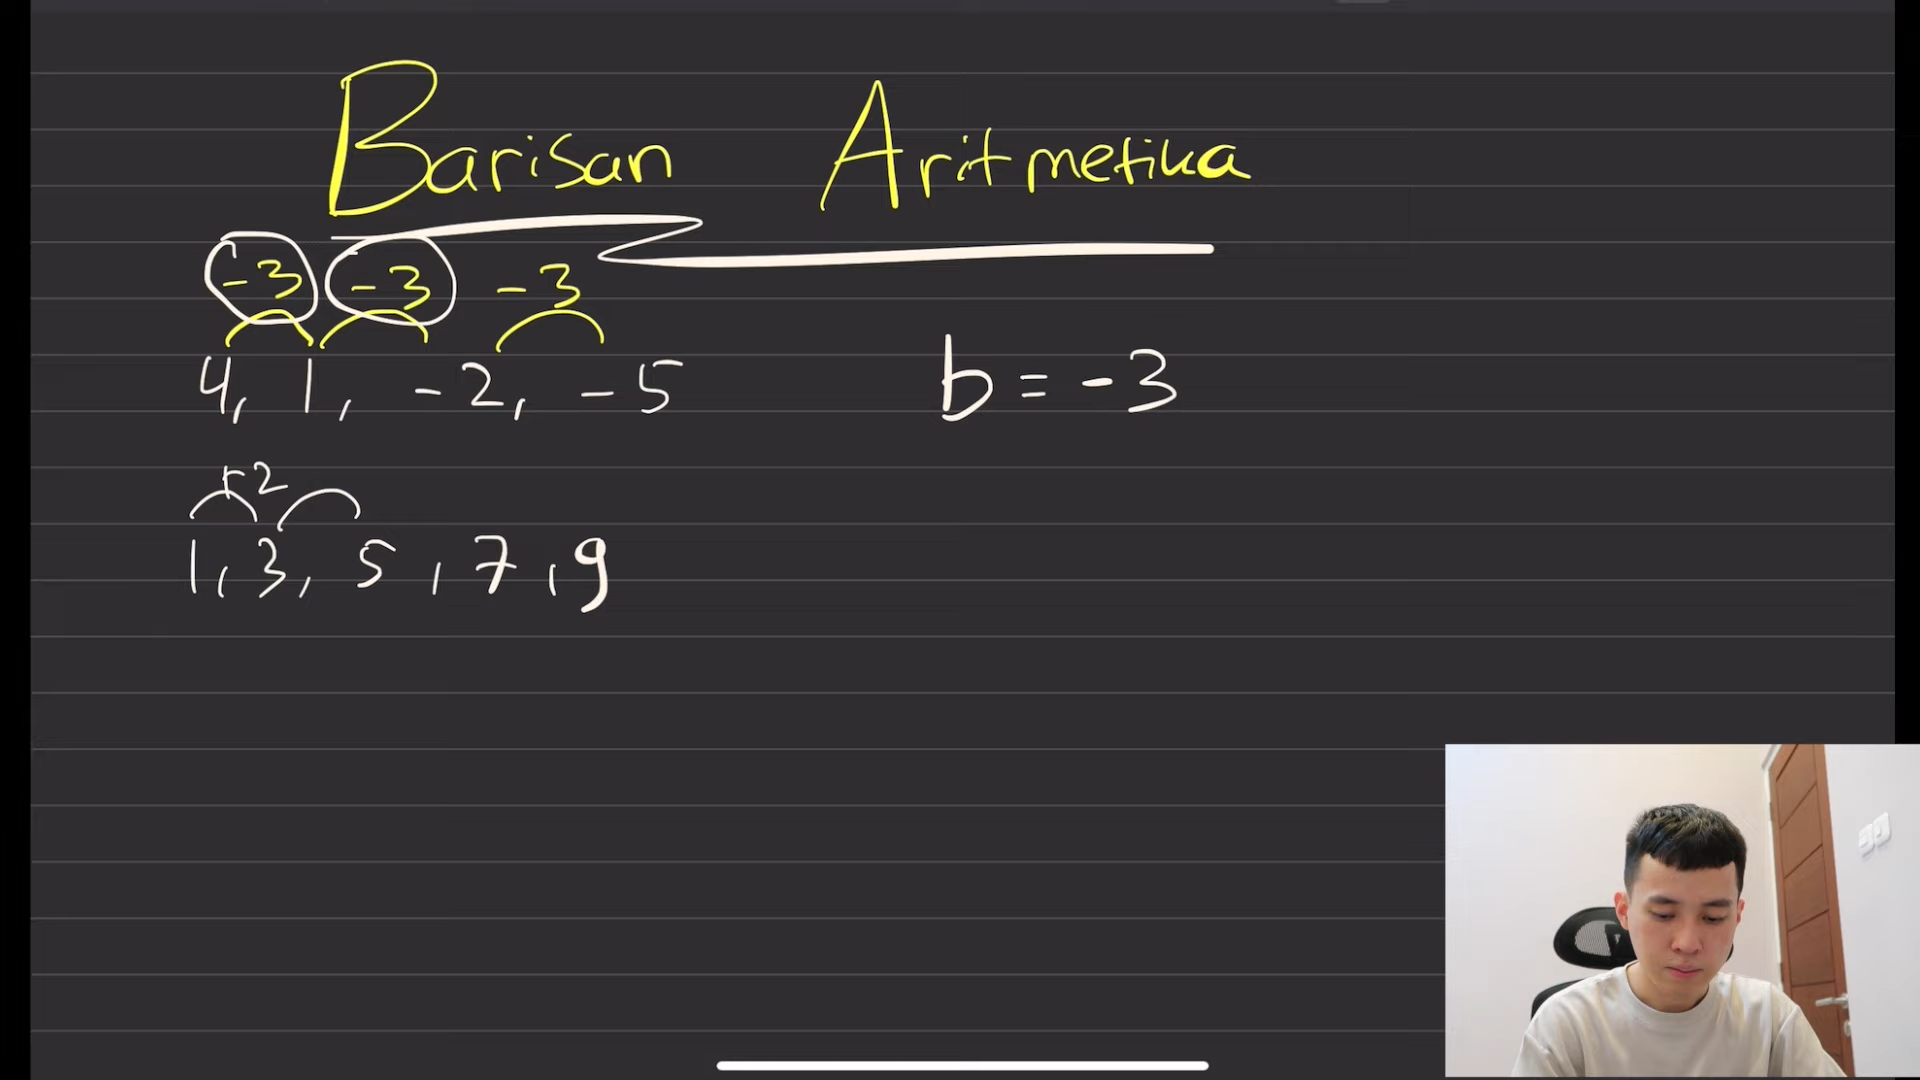 Barisan Aritmetika
-3 -3 -3
4, 1, -2, -5 b = -3
+2
1, 3, 5, 7, 9